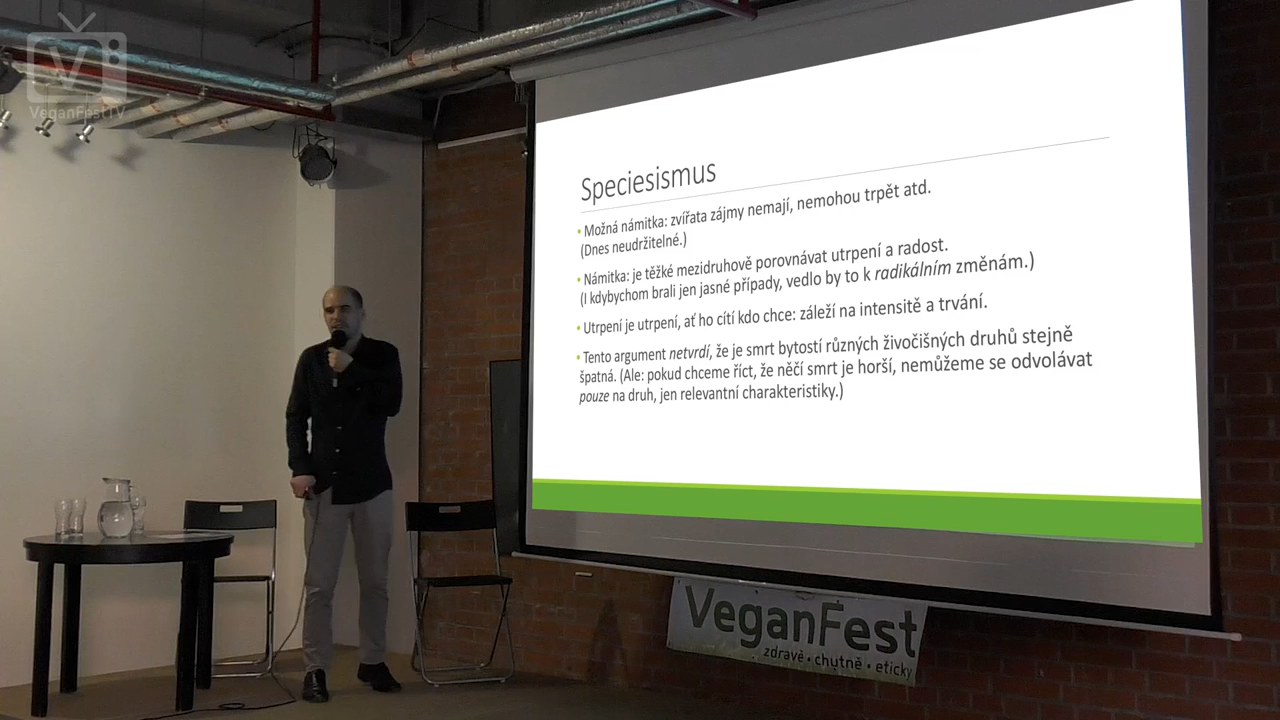 VeganFestTV
Speciesismus
• Možná námitka: zvířata zájmy nemají, nemohou trpět atd.
(Dnes neudržitelné.)
• Námitka: je těžké mezidruhově porovnávat utrpení a radost.
(I kdybychom brali jen jasné případy, vedlo by to k radikálním změnám.)
• Utrpení je utrpení, ať ho cítí kdo chce: záleží na intensitě a trvání.
• Tento argument netvrdí, že je smrt bytostí různých živočišných druhů stejně
špatná. (Ale: pokud chceme říct, že něčí smrt je horší, nemůžeme se odvolávat
pouze na druh, jen relevantní charakteristiky.)
VeganFest
zdravě • chutně • eticky